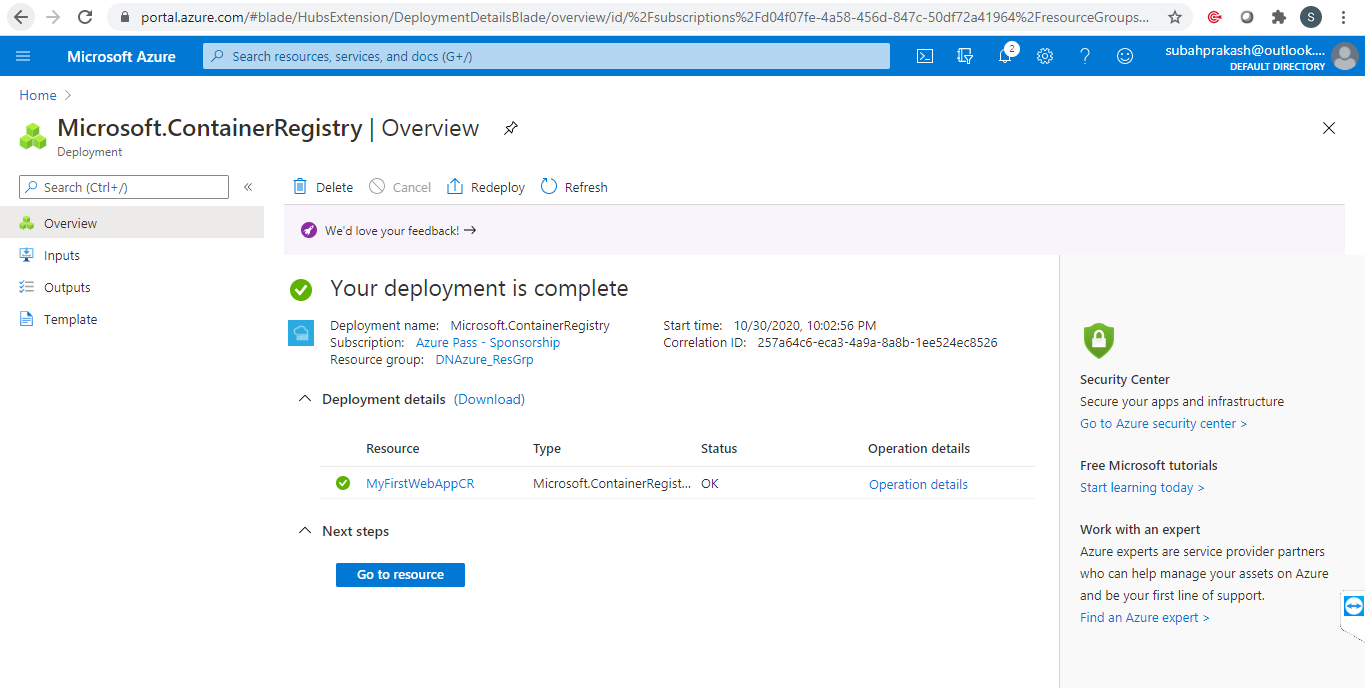 portal.azure.com/#blade/HubsExtension/DeploymentDetailsBlade/overview/id/%2Fsubscriptions%2Fd04f07fe-4a58-456d-847c-50df72a41964%2FresourceGroups...
S
Microsoft Azure
Search resources, services, and docs (G+/)
2
subahprakash@outlook....
DEFAULT DIRECTORY
Home
Microsoft.ContainerRegistry | Overview
Deployment
Search (Ctrl+/)
«
Delete
Cancel
Redeploy
Refresh
Overview
Inputs
Outputs
Template
We'd love your feedback! →
Your deployment is complete
Deployment name: Microsoft.ContainerRegistry
Subscription: Azure Pass - Sponsorship
Resource group: DNAzure_ResGrp
Start time: 10/30/2020, 10:02:56 PM
Correlation ID: 257a64c6-eca3-4a9a-8a8b-1ee524ec8526
Deployment details (Download)
Resource Type Status Operation details
MyFirstWebAppCR Microsoft.ContainerRegist... OK Operation details
Next steps
Go to resource
Security Center
Secure your apps and infrastructure
Go to Azure security center >
Free Microsoft tutorials
Start learning today >
Work with an expert
Azure experts are service provider partners
who can help manage your assets on Azure
and be your first line of support.
Find an Azure expert >